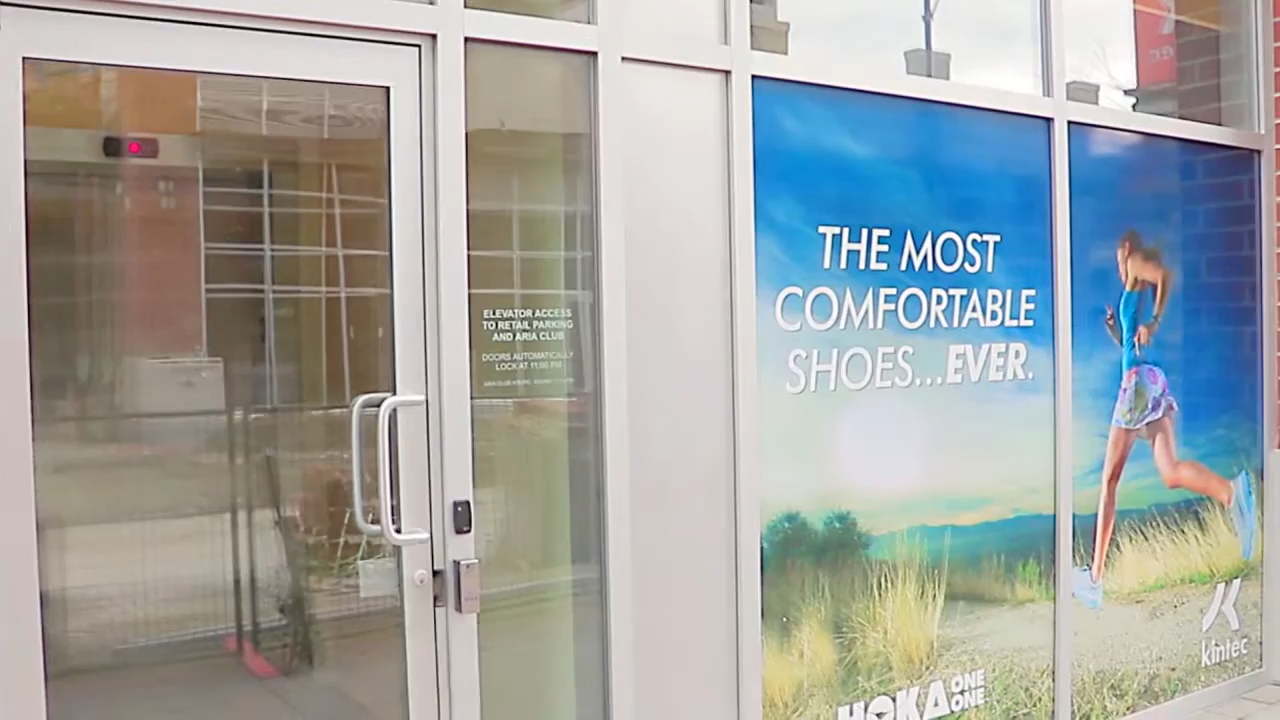 ELEVATOR ACCESS
TO RETAIL PARKING
AND ARIA CLUB
DOORS AUTOMATICALLY
LOCK AT 11:00 PM
THE MOST
COMFORTABLE
SHOES...EVER.
HOKA ONE ONE
kintec